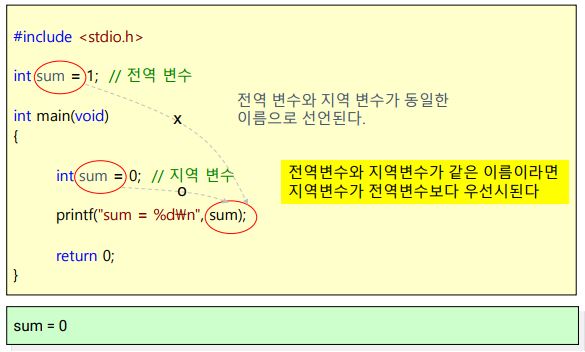 #include <stdio.h>
int sum = 1; // 전역 변수
전역 변수와 지역 변수가 동일한
이름으로 선언된다.
int main(void)
x
{
int sum = 0; // 지역 변수
o
전역변수와 지역변수가 같은 이름이라면
지역변수가 전역변수보다 우선시된다
printf("sum = %d₩n", sum);
return 0;
}
sum = 0